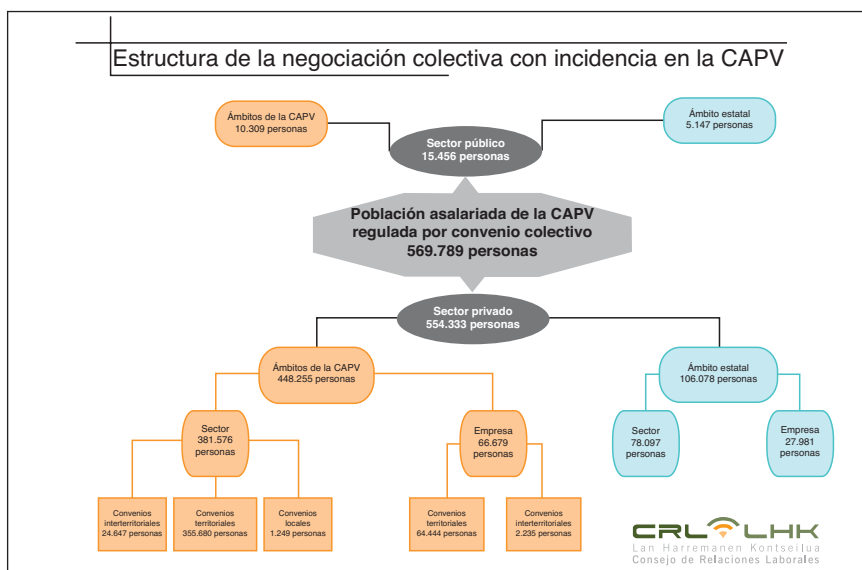 Estructura de la negociación colectiva con incidencia en la CAPV
Ámbitos de la CAPV
10.309 personas
Ámbito estatal
5.147 personas
Sector público
15.456 personas
Población asalariada de la CAPV
regulada por convenio colectivo
569.789 personas
Sector privado
554.333 personas
Ámbitos de la CAPV
448.255 personas
Ámbito estatal
106.078 personas
Sector
381.576
personas
Empresa
66.679
personas
Sector
78.097
personas
Empresa
27.981
personas
Convenios
interterritoriales
24.647 personas
Convenios
territoriales
355.680 personas
Convenios
locales
1.249 personas
Convenios
territoriales
64.444 personas
Convenios
interterritoriales
2.235 personas
CRL LHK
Lan Harremanen Kontseilua
Consejo de Relaciones Laborales